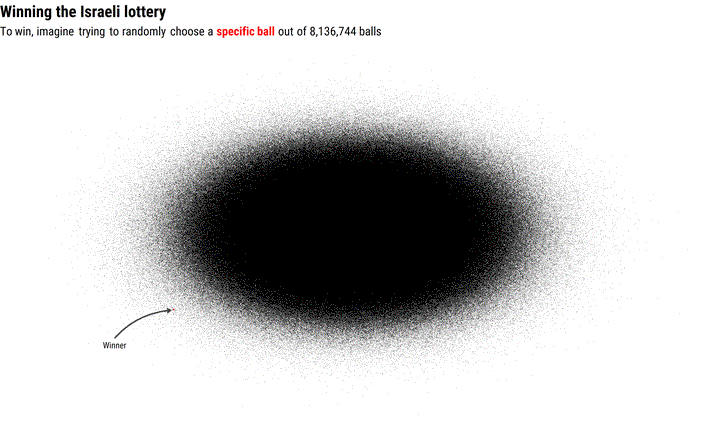 Winning the Israeli lottery
To win, imagine trying to randomly choose a specific ball out of 8,136,744 balls
Winner